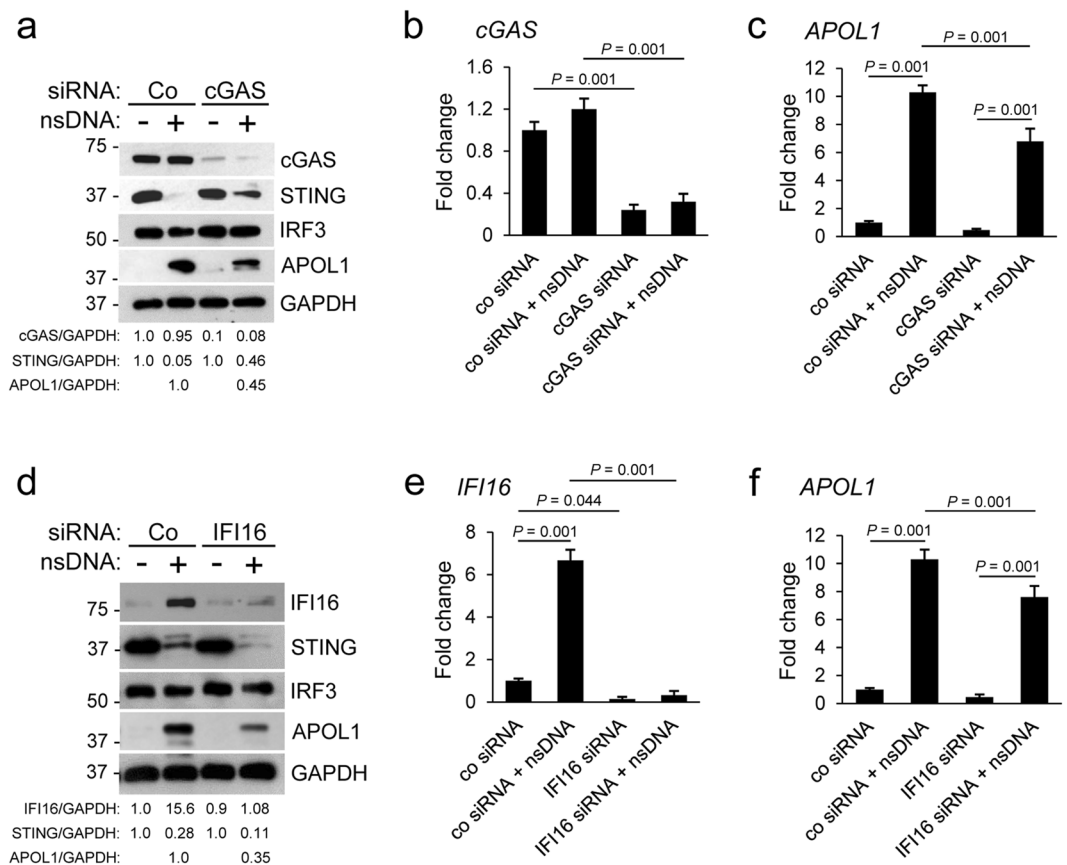 a
siRNA: Co cGAS
nsDNA: - + - +
75 -
cGAS
37 -
STING
IRF3
50 -
APOL1
37 -
37 -
GAPDH
cGAS/GAPDH: 1.0 0.95 0.1 0.08
STING/GAPDH: 1.0 0.05 1.0 0.46
APOL1/GAPDH: 1.0 0.45
b
cGAS
P = 0.001
P = 0.001
Fold change
1.6
1.2
0.8
0.4
0
co siRNA
co siRNA + nsDNA
cGAS siRNA
cGAS siRNA + nsDNA
c
APOL1
P = 0.001
P = 0.001
P = 0.001
Fold change
12
10
8
6
4
2
0
co siRNA
co siRNA + nsDNA
cGAS siRNA
cGAS siRNA + nsDNA
d
siRNA: Co IFI16
nsDNA: - + - +
IFI16
75 -
37 -
STING
IRF3
50 -
APOL1
37 -
37 -
GAPDH
IFI16/GAPDH: 1.0 15.6 0.9 1.08
STING/GAPDH: 1.0 0.28 1.0 0.11
APOL1/GAPDH: 1.0 0.35
e
IFI16
P = 0.001
P = 0.044
P = 0.001
Fold change
8
6
4
2
0
co siRNA
co siRNA + nsDNA
IFI16 siRNA
IFI16 siRNA + nsDNA
f
APOL1
P = 0.001
P = 0.001
P = 0.001
Fold change
12
10
8
6
4
2
0
co siRNA
co siRNA + nsDNA
IFI16 siRNA
IFI16 siRNA + nsDNA